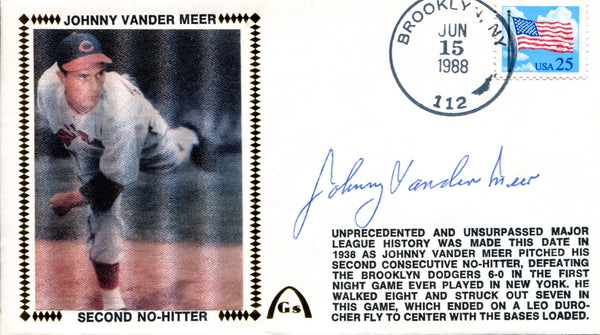 JOHNNY VANDER MEER
SECOND NO-HITTER
BROOKLYN, NY
JUN
15
1988
112
USA 25
Johnny Vander Meer
Gs
UNPRECEDENTED AND UNSURPASSED MAJOR
LEAGUE HISTORY WAS MADE THIS DATE IN
1938 AS JOHNNY VANDER MEER PITCHED HIS
SECOND CONSECUTIVE NO-HITTER, DEFEATING
THE BROOKLYN DODGERS 6-0 IN THE FIRST
NIGHT GAME EVER PLAYED IN NEW YORK. HE
WALKED EIGHT AND STRUCK OUT SEVEN IN
THIS GAME, WHICH ENDED ON A LEO DURO-
CHER FLY TO CENTER WITH THE BASES LOADED.